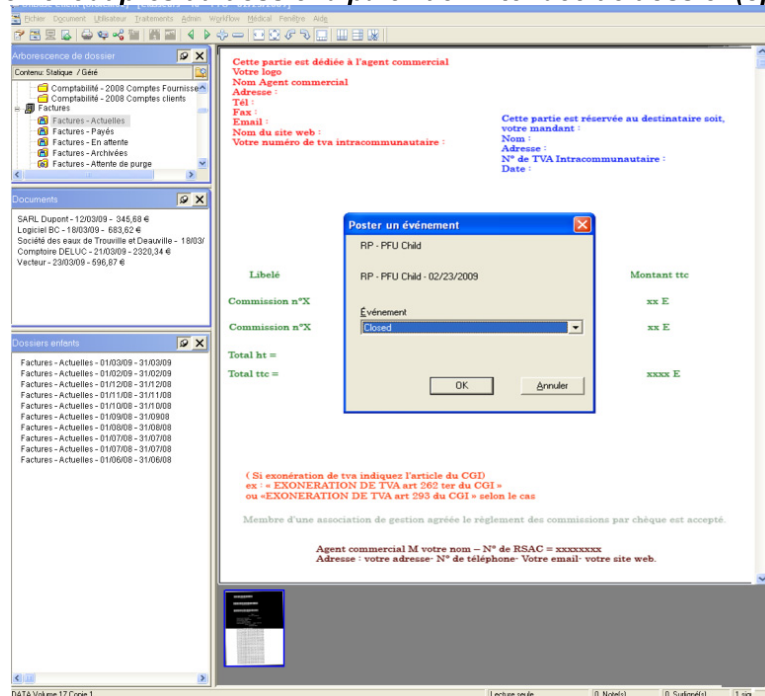 Fichier Document Utilisateur Traitements Admin Workflow Médical Fenêtre Aide
Arborescence de dossier
Contenu: Statique / Géré
Comptabilité - 2008 Comptes Fournisse
Comptabilité - 2008 Comptes clients
Factures
Factures - Actuelles
Factures - Payés
Factures - En attente
Factures - Archivées
Factures - Attente de purge
Documents
SARL Dupont - 12/03/09 - 345,68 €
Logiciel BC - 18/03/09 - 683,62 €
Société des eaux de Trouville et Deauville - 18/03/
Comptoire DELUC - 21/03/09 - 2320,34 €
Vecteur - 23/03/09 - 596,87 €
Dossiers enfants
Factures - Actuelles - 01/03/09 - 31/03/09
Factures - Actuelles - 01/02/09 - 31/02/09
Factures - Actuelles - 01/12/08 - 31/12/08
Factures - Actuelles - 01/11/08 - 31/11/08
Factures - Actuelles - 01/10/08 - 31/10/08
Factures - Actuelles - 01/09/08 - 31/0908
Factures - Actuelles - 01/08/08 - 31/08/08
Factures - Actuelles - 01/07/08 - 31/07/08
Factures - Actuelles - 01/07/08 - 31/07/08
Factures - Actuelles - 01/06/08 - 31/06/08
Cette partie est dédiée à l'agent commercial
Votre logo
Nom Agent commercial
Adresse :
Tél :
Fax :
Email :
Nom du site web :
Votre numéro de tva intracommunautaire :
Cette partie est réservée au destinataire soit,
votre mandant :
Nom :
Adresse :
N° de TVA Intracommunautaire :
Date :
Poster un événement
RP - PFU Child
RP - PFU Child - 02/23/2009
Événement
Closed
OK Annuler
Libelé Montant ttc
Commission n°X xx E
Commission n°X xx E
Total ht =
Total ttc = xxxx E
( Si exonération de tva indiquez l'article du CGI)
ex : « EXONERATION DE TVA art 262 ter du CGI »
ou «EXONERATION DE TVA art 293 du CGI » selon le cas
Membre d'une association de gestion agréée le règlement des commissions par chèque est accepté.
Agent commercial M votre nom – N° de RSAC = xxxxxxxx
Adresse : votre adresse- N° de téléphone- Votre email- votre site web.
DATA Volume 17 Copie 1 Lecture seule 0 Note(s) 0 Surligné(s)